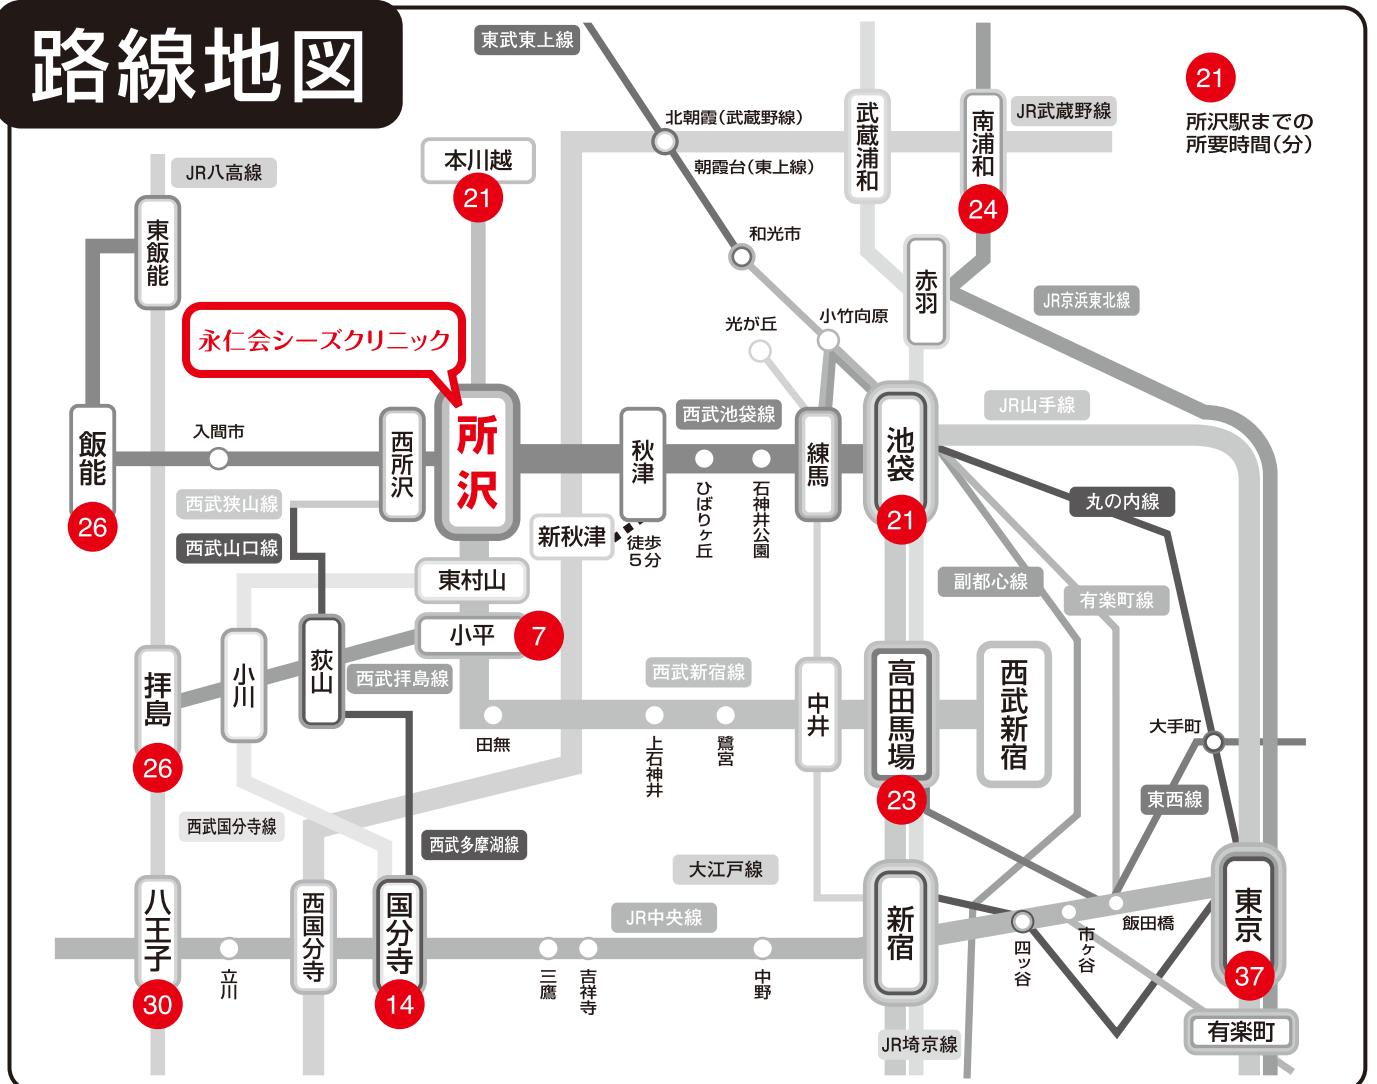 路線地図
東武東上線
21
所沢駅までの
所要時間(分)
北朝霞(武蔵野線)
朝霞台(東上線)
武蔵浦和
南浦和
24
JR武蔵野線
JR八高線
本川越
21
東飯能
和光市
赤羽
JR京浜東北線
光が丘
小竹向原
永仁会シーズクリニック
所沢
飯能
26
入間市
西所沢
秋津
西武池袋線
ひばりヶ丘
石神井公園
練馬
池袋
21
JR山手線
丸の内線
西武狭山線
西武山口線
新秋津
徒歩
5分
東村山
小平
7
副都心線
有楽町線
拝島
26
小川
荻山
西武拝島線
西武新宿線
田無
上石神井
鷺宮
中井
高田馬場
23
西武新宿
大手町
東西線
西武国分寺線
西武多摩湖線
大江戸線
JR中央線
八王子
30
立川
西国分寺
国分寺
14
三鷹
吉祥寺
中野
新宿
四ッ谷
市ヶ谷
飯田橋
東京
37
有楽町
JR埼京線